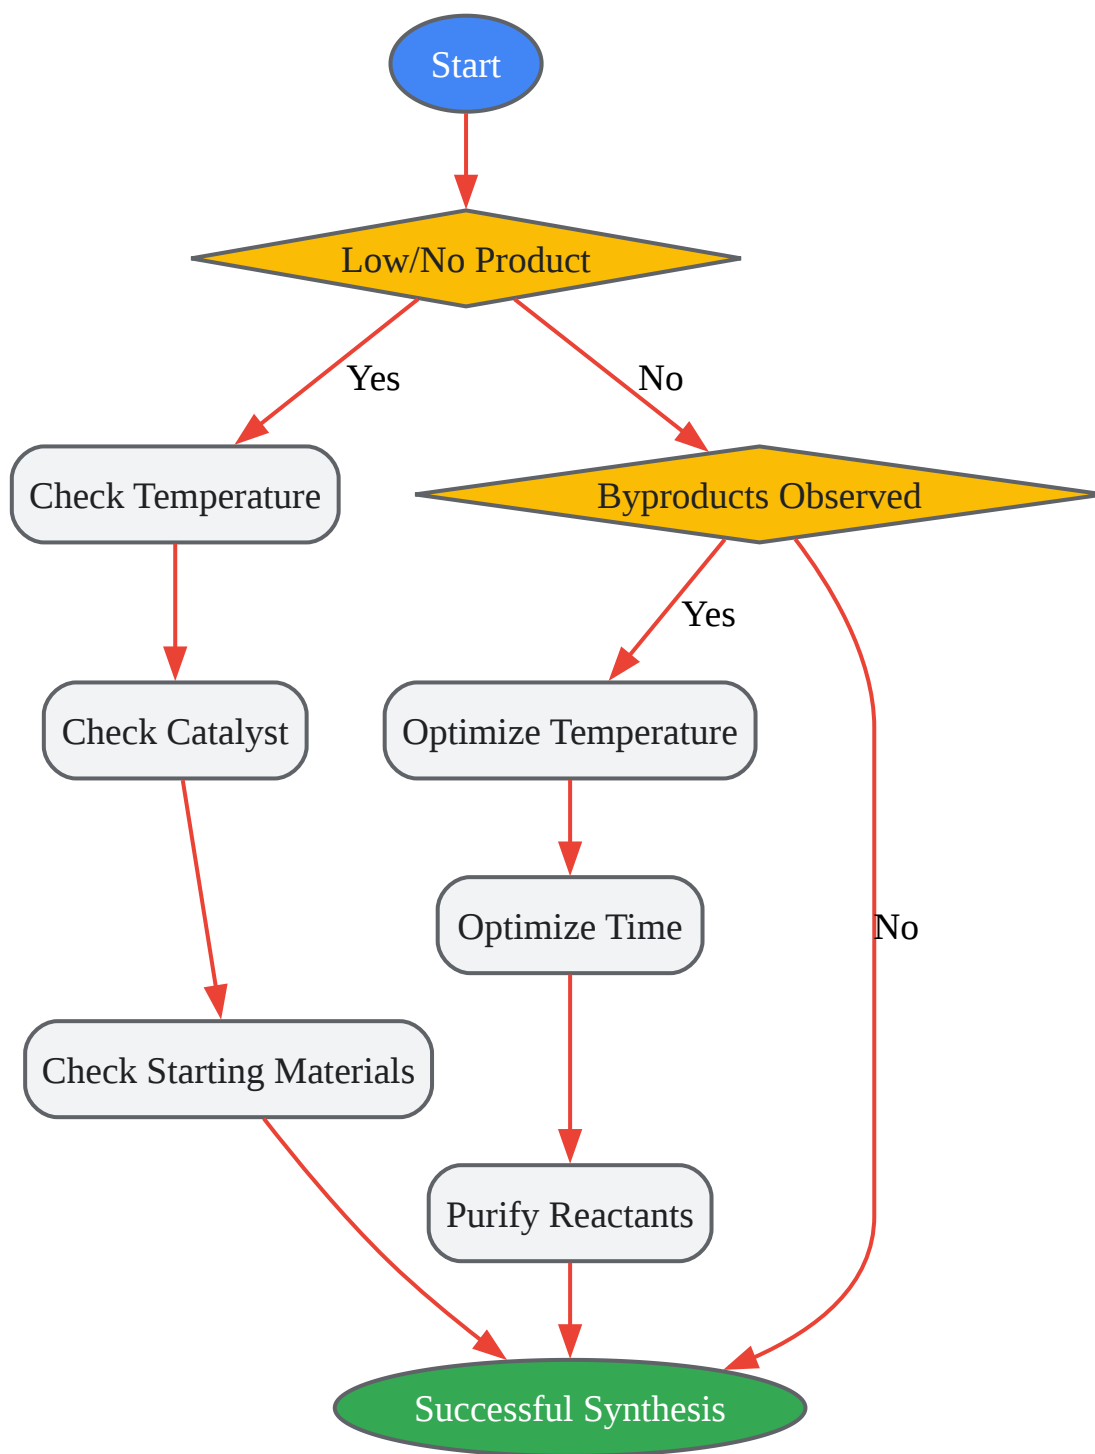 Start
Low/No Product
Yes
No
Check Temperature
Byproducts Observed
Yes
Check Catalyst
Optimize Temperature
Optimize Time
No
Check Starting Materials
Purify Reactants
Successful Synthesis